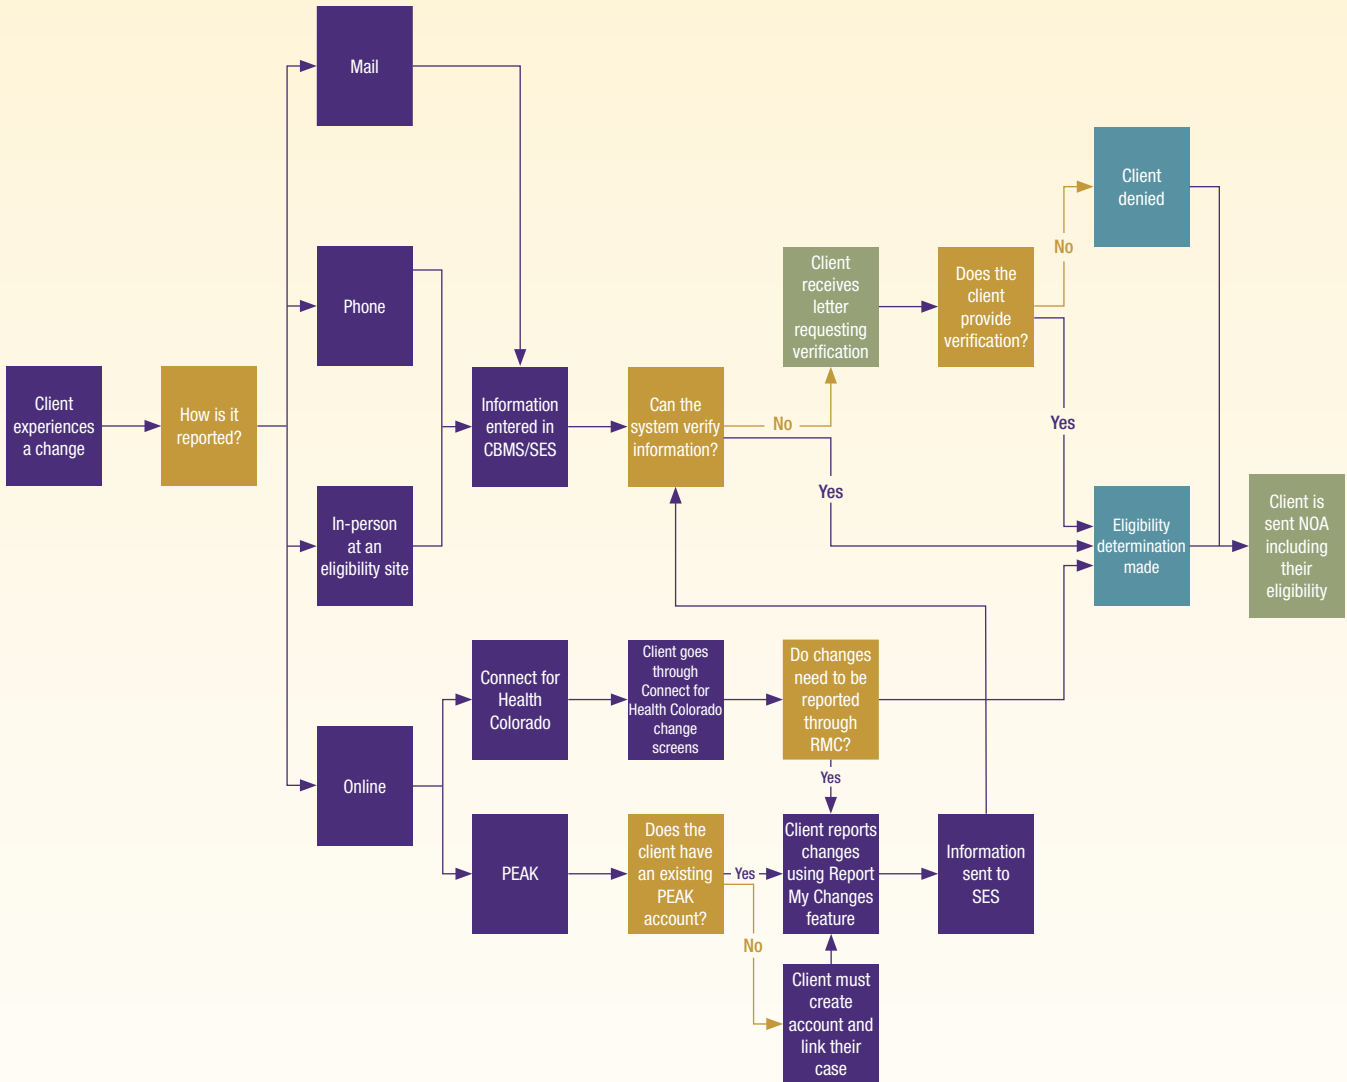 Mail
Client
denied
Client
receives
letter
requesting
verification
Does the
client
provide
verification?
No
Phone
Client
experiences
a change
How is it
reported?
Information
entered in
CBMS/SES
Can the
system verify
information?
No
Yes
Yes
In-person
at an
eligibility site
Eligibility
determination
made
Client is
sent NOA
including
their
eligibility
Connect for
Health
Colorado
Client goes
through
Connect for
Health Colorado
change
screens
Do changes
need to be
reported
through
RMC?
Yes
Online
PEAK
Does the
client have
an existing
PEAK
account?
Yes
No
Client reports
changes
using Report
My Changes
feature
Information
sent to
SES
Client must
create
account and
link their
case